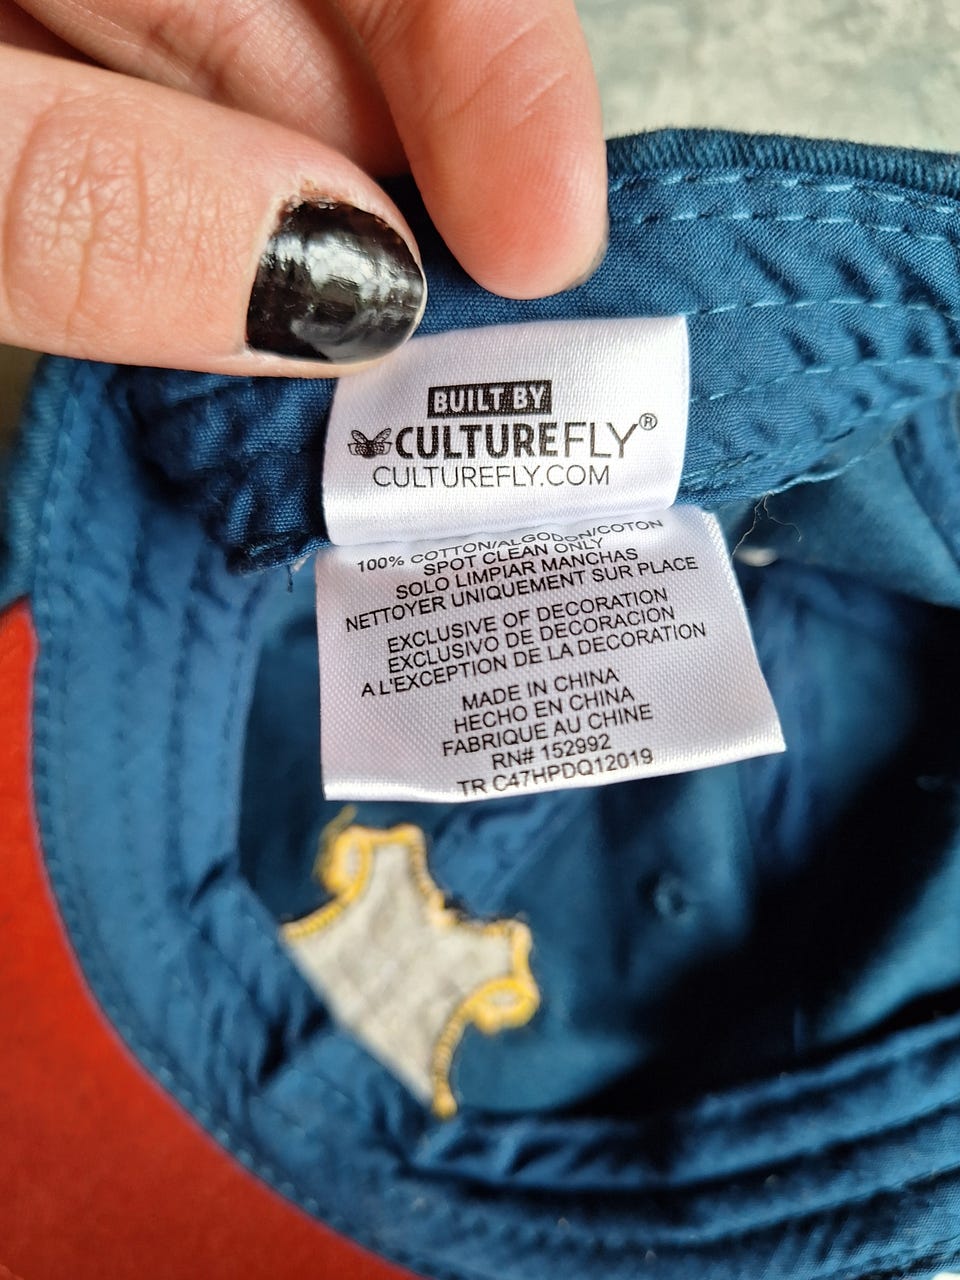 BUILT BY
CULTUREFLY®
CULTUREFLY.COM
100% COTTON/ALGODON/COTON
SPOT CLEAN ONLY
SOLO LIMPIAR MANCHAS
NETTOYER UNIQUEMENT SUR PLACE
EXCLUSIVE OF DECORATION
EXCLUSIVO DE DECORACION
A L'EXCEPTION DE LA DECORATION
MADE IN CHINA
HECHO EN CHINA
FABRIQUE AU CHINE
RN# 152992
TR C47HPDQ12019